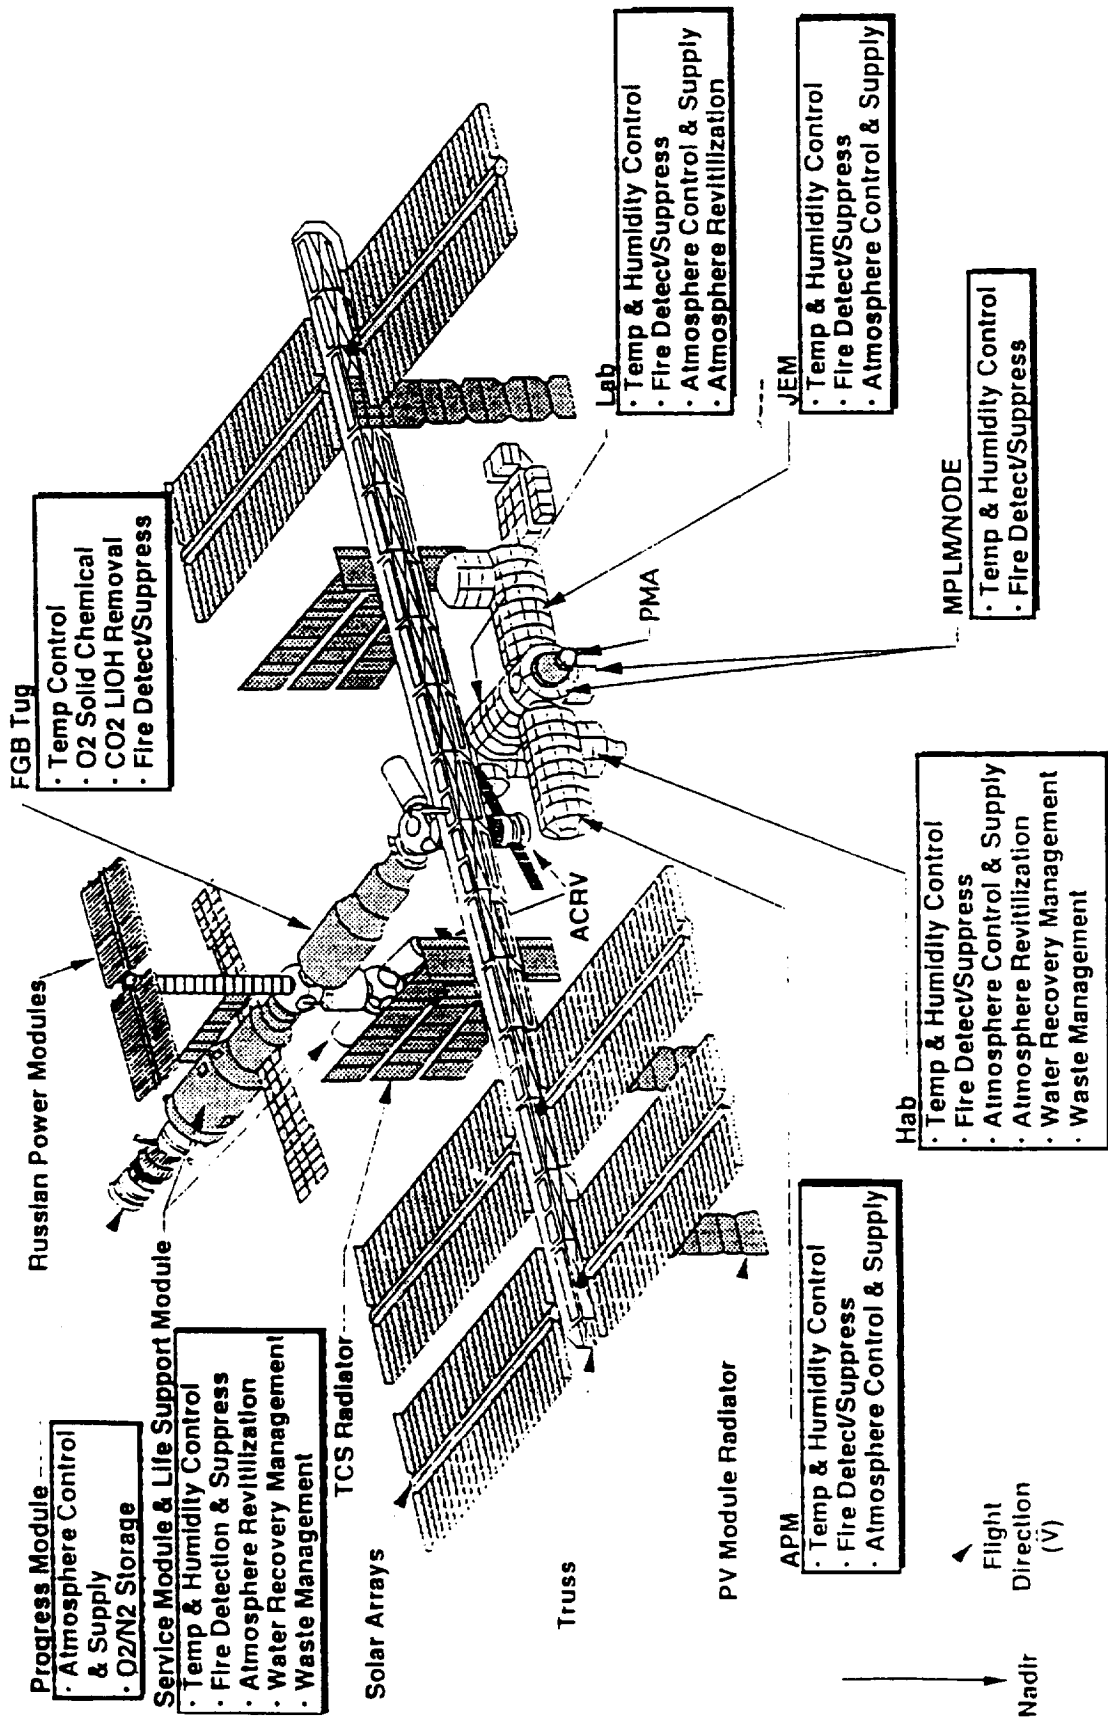 Progress Module
· Atmosphere Control
& Supply
· O2/N2 Storage
Service Module & Life Support Module
· Temp & Humidity Control
· Fire Detection & Suppress
· Atmosphere Revitilization
· Water Recovery Management
· Waste Management
TCS Radiator
Solar Arrays
Truss
PV Module Radiator
Russian Power Modules
FGB Tug
· Temp Control
· O2 Solid Chemical
· CO2 LIOH Removal
· Fire Detect/Suppress
ACRV
PMA
Lab
· Temp & Humidity Control
· Fire Detect/Suppress
· Atmosphere Control & Supply
· Atmosphere Revitilization
JEM
· Temp & Humidity Control
· Fire Detect/Suppress
· Atmosphere Control & Supply
MPLM/NODE
· Temp & Humidity Control
· Fire Detect/Suppress
Hab
· Temp & Humidity Control
· Fire Detect/Suppress
· Atmosphere Control & Supply
· Atmosphere Revitilization
· Water Recovery Management
· Waste Management
APM
· Temp & Humidity Control
· Fire Detect/Suppress
· Atmosphere Control & Supply
Nadir
Flight
Direction
(V)